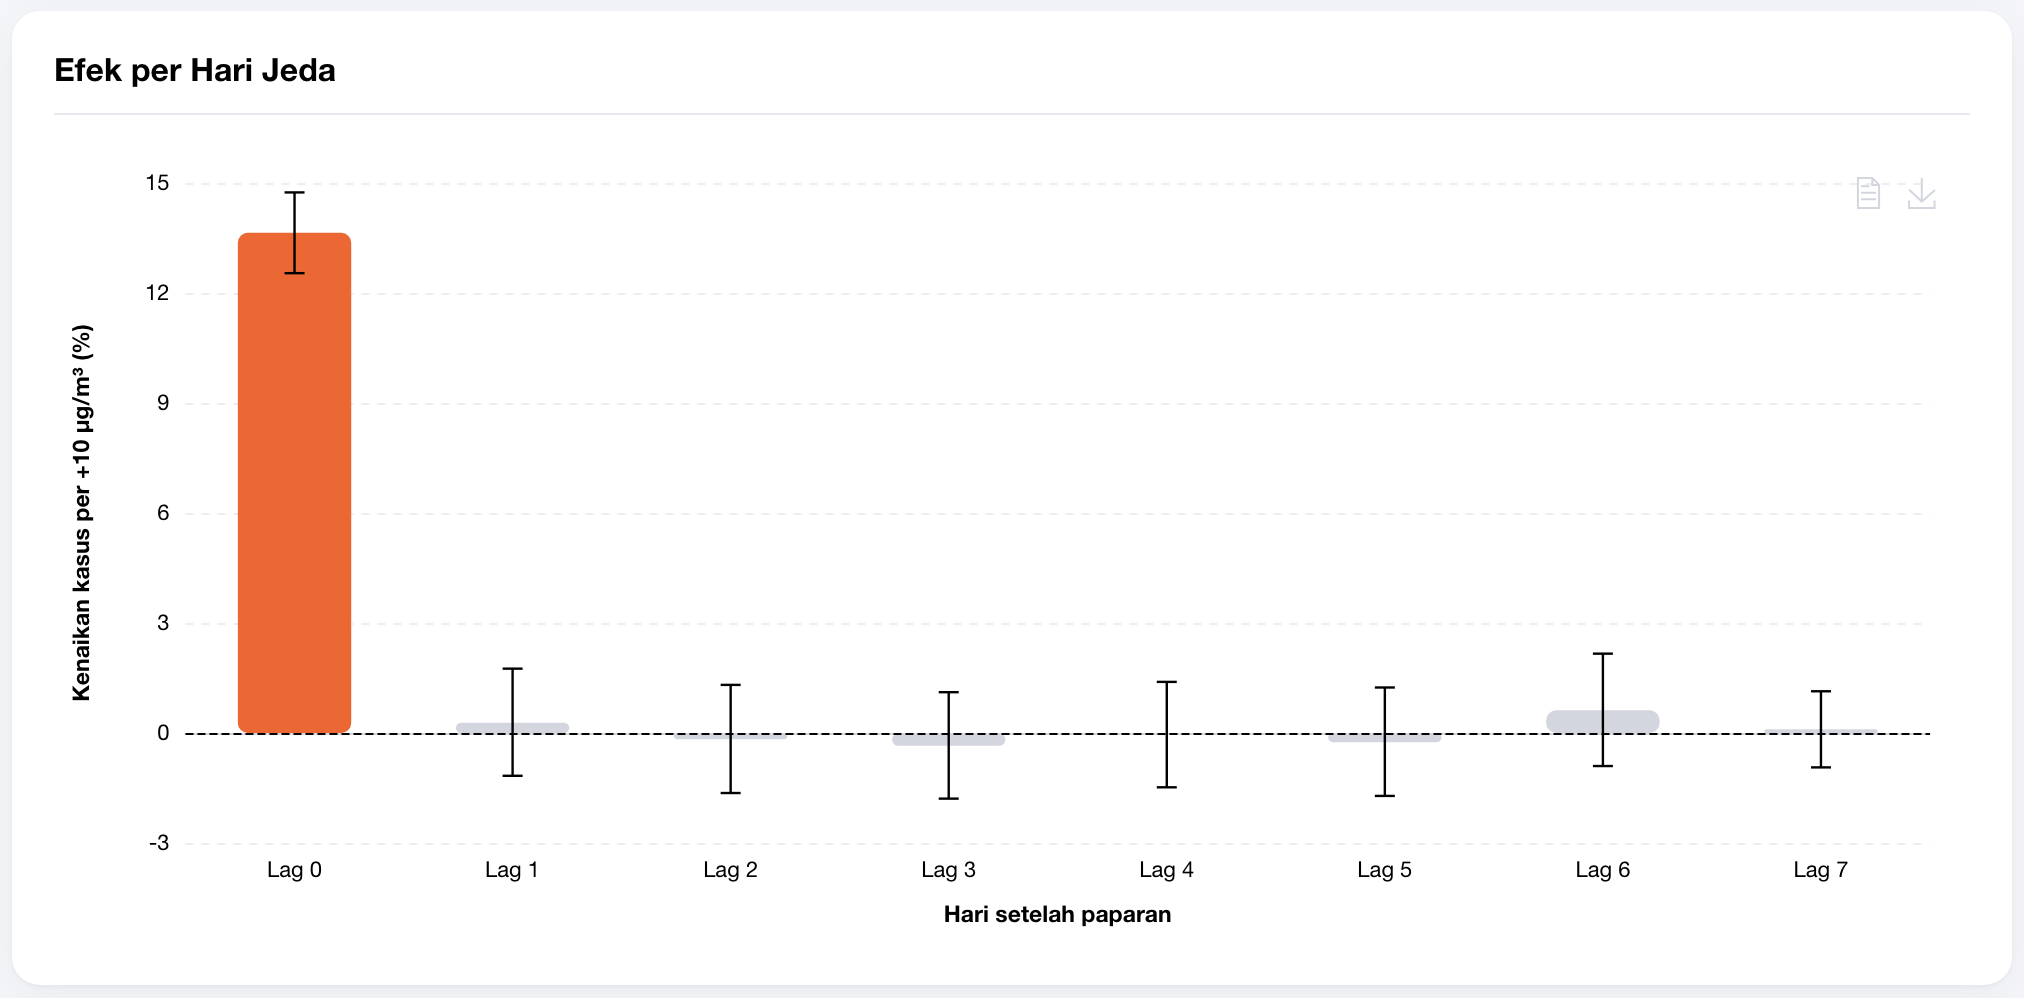 Efek per Hari Jeda
15
12
9
6
3
0
-3
Kenaikan kasus per +10 µg/m³ (%)
Lag 0
Lag 1
Lag 2
Lag 3
Lag 4
Lag 5
Lag 6
Lag 7
Hari setelah paparan